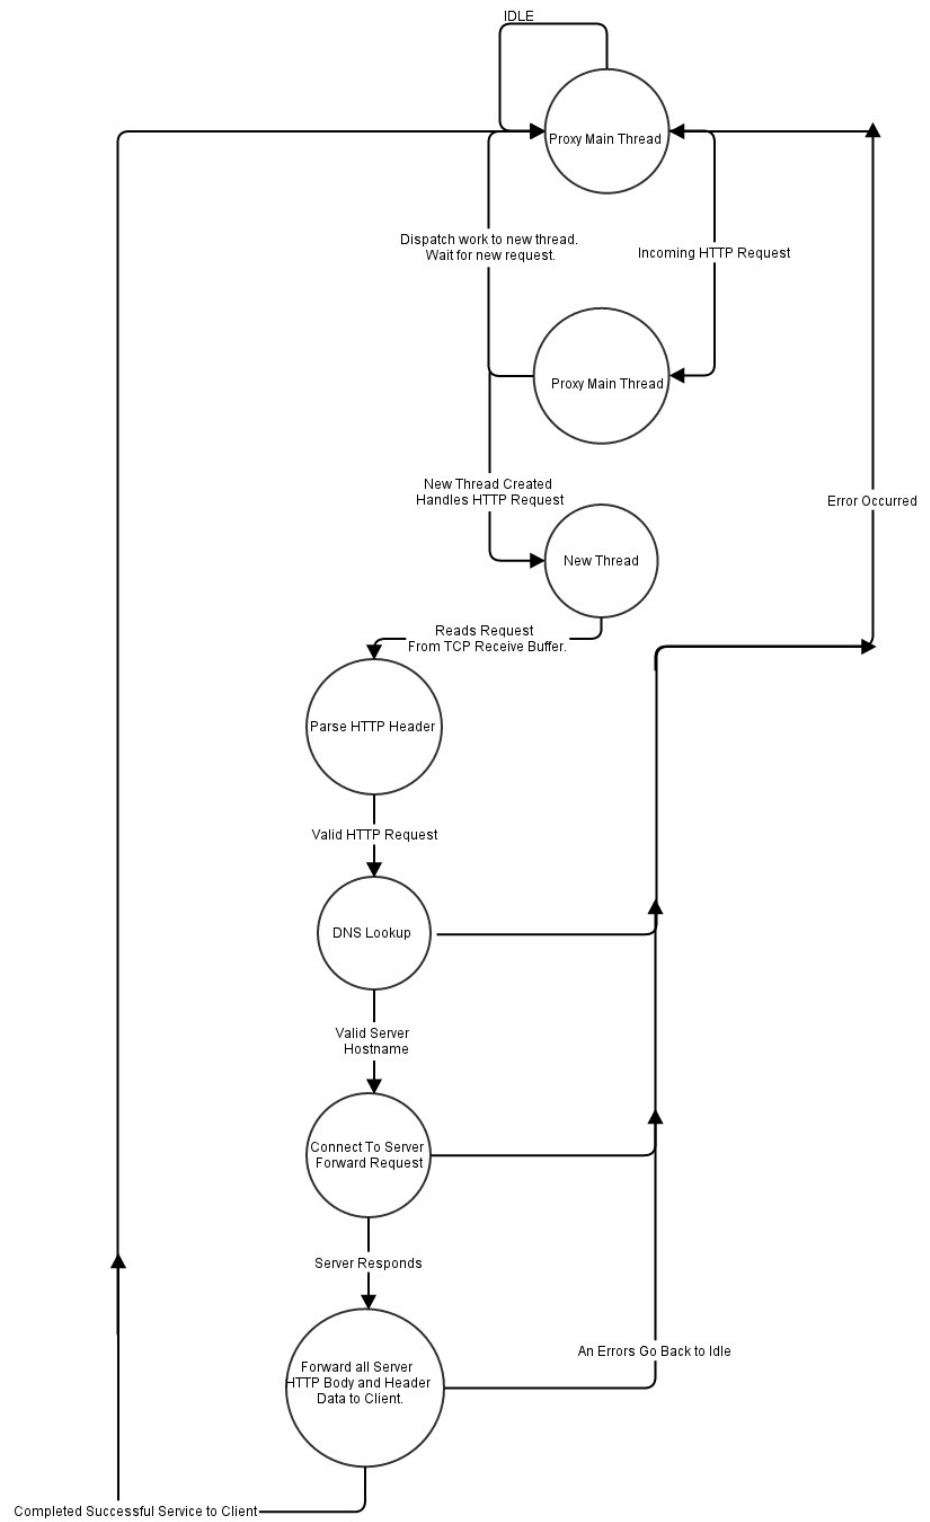 IDLE
Proxy Main Thread
Dispatch work to new thread.
Wait for new request.
Incoming HTTP Request
Proxy Main Thread
New Thread Created
Handles HTTP Request
Error Occurred
New Thread
Reads Request
From TCP Receive Buffer.
Parse HTTP Header
Valid HTTP Request
DNS Lookup
Valid Server
Hostname
Connect To Server
Forward Request
Server Responds
An Errors Go Back to Idle
Forward all Server
HTTP Body and Header
Data to Client.
Completed Successful Service to Client